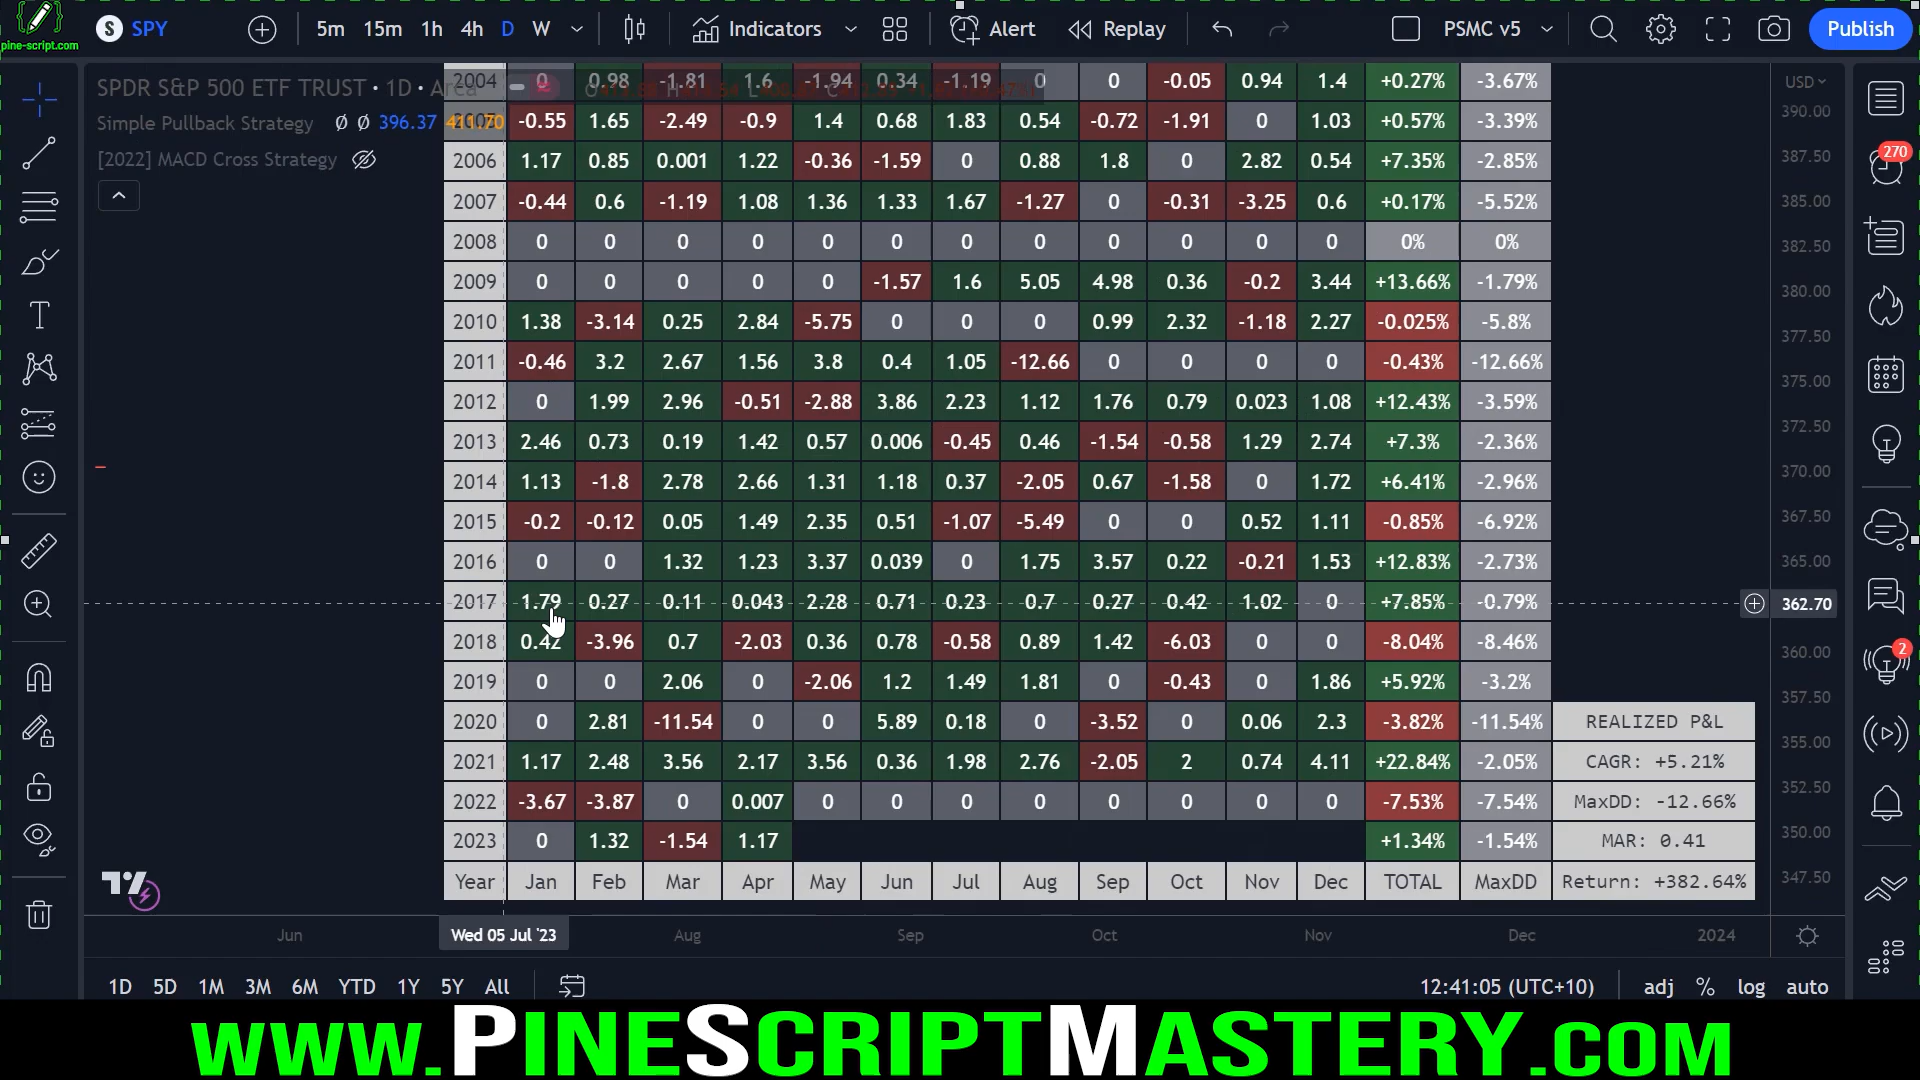 pine-script.com
S SPY 5m 15m 1h 4h D W Indicators Alert Replay PSMC v5 Publish
SPDR S&P 500 ETF TRUST • 1D • Arca
Simple Pullback Strategy Ø Ø 396.37 411.70
[2022] MACD Cross Strategy
2004 0 0.98 -1.81 1.6 -1.94 0.34 -1.19 0 0 -0.05 0.94 1.4 +0.27% -3.67%
-0.55 1.65 -2.49 -0.9 1.4 0.68 1.83 0.54 -0.72 -1.91 0 1.03 +0.57% -3.39%
2006 1.17 0.85 0.001 1.22 -0.36 -1.59 0 0.88 1.8 0 2.82 0.54 +7.35% -2.85%
2007 -0.44 0.6 -1.19 1.08 1.36 1.33 1.67 -1.27 0 -0.31 -3.25 0.6 +0.17% -5.52%
2008 0 0 0 0 0 0 0 0 0 0 0 0 0% 0%
2009 0 0 0 0 0 -1.57 1.6 5.05 4.98 0.36 -0.2 3.44 +13.66% -1.79%
2010 1.38 -3.14 0.25 2.84 -5.75 0 0 0 0.99 2.32 -1.18 2.27 -0.025% -5.8%
2011 -0.46 3.2 2.67 1.56 3.8 0.4 1.05 -12.66 0 0 0 0 -0.43% -12.66%
2012 0 1.99 2.96 -0.51 -2.88 3.86 2.23 1.12 1.76 0.79 0.023 1.08 +12.43% -3.59%
2013 2.46 0.73 0.19 1.42 0.57 0.006 -0.45 0.46 -1.54 -0.58 1.29 2.74 +7.3% -2.36%
2014 1.13 -1.8 2.78 2.66 1.31 1.18 0.37 -2.05 0.67 -1.58 0 1.72 +6.41% -2.96%
2015 -0.2 -0.12 0.05 1.49 2.35 0.51 -1.07 -5.49 0 0 0.52 1.11 -0.85% -6.92%
2016 0 0 1.32 1.23 3.37 0.039 0 1.75 3.57 0.22 -0.21 1.53 +12.83% -2.73%
2017 1.79 0.27 0.11 0.043 2.28 0.71 0.23 0.7 0.27 0.42 1.02 0 +7.85% -0.79%
2018 0.42 -3.96 0.7 -2.03 0.36 0.78 -0.58 0.89 1.42 -6.03 0 0 -8.04% -8.46%
2019 0 0 2.06 0 -2.06 1.2 1.49 1.81 0 -0.43 0 1.86 +5.92% -3.2%
2020 0 2.81 -11.54 0 0 5.89 0.18 0 -3.52 0 0.06 2.3 -3.82% -11.54% REALIZED P&L
2021 1.17 2.48 3.56 2.17 3.56 0.36 1.98 2.76 -2.05 2 0.74 4.11 +22.84% -2.05% CAGR: +5.21%
2022 -3.67 -3.87 0 0.007 0 0 0 0 0 0 0 0 -7.53% -7.54% MaxDD: -12.66%
2023 0 1.32 -1.54 1.17 +1.34% -1.54% MAR: 0.41
Year Jan Feb Mar Apr May Jun Jul Aug Sep Oct Nov Dec TOTAL MaxDD Return: +382.64%
USD
390.00
387.50
385.00
382.50
380.00
377.50
375.00
372.50
370.00
367.50
365.00
362.70
360.00
357.50
355.00
352.50
350.00
347.50
270
2
Jun Wed 05 Jul '23 Aug Sep Oct Nov Dec 2024
1D 5D 1M 3M 6M YTD 1Y 5Y All 12:41:05 (UTC+10) adj % log auto
www.PineScriptMastery.com